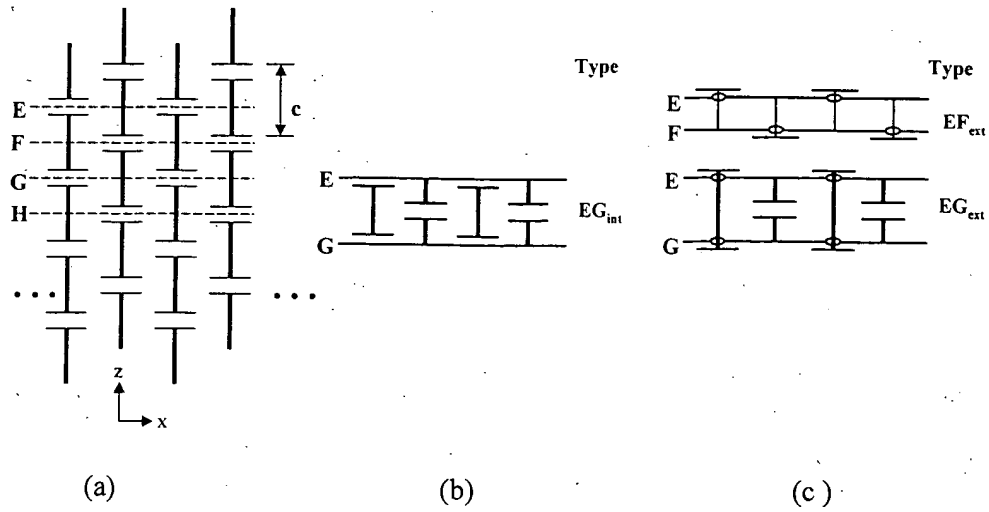 E
F
G
H
c
• • •
• • •
z
x
(a)
Type
E
EG_int
G
(b)
Type
E
EF_ext
F
E
EG_ext
G
(c )